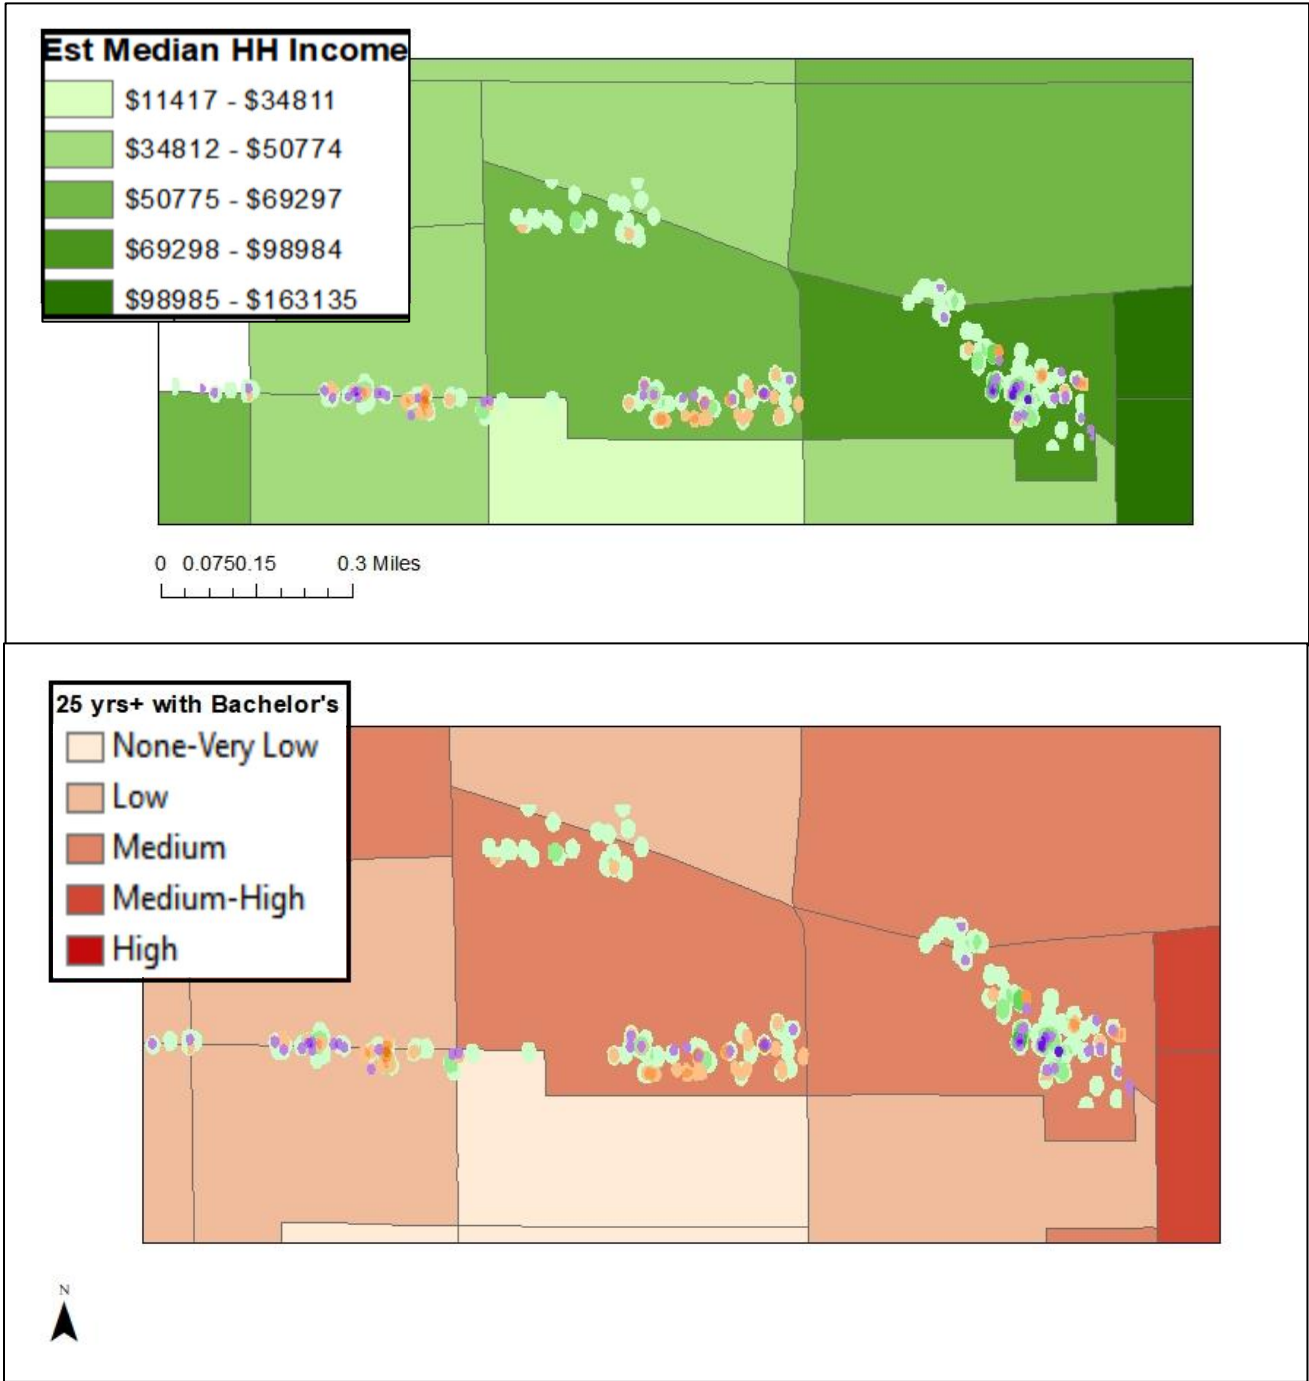 Est Median HH Income
$11417 - $34811
$34812 - $50774
$50775 - $69297
$69298 - $98984
$98985 - $163135
0 0.0750.15 0.3 Miles
25 yrs+ with Bachelor's
None-Very Low
Low
Medium
Medium-High
High
N